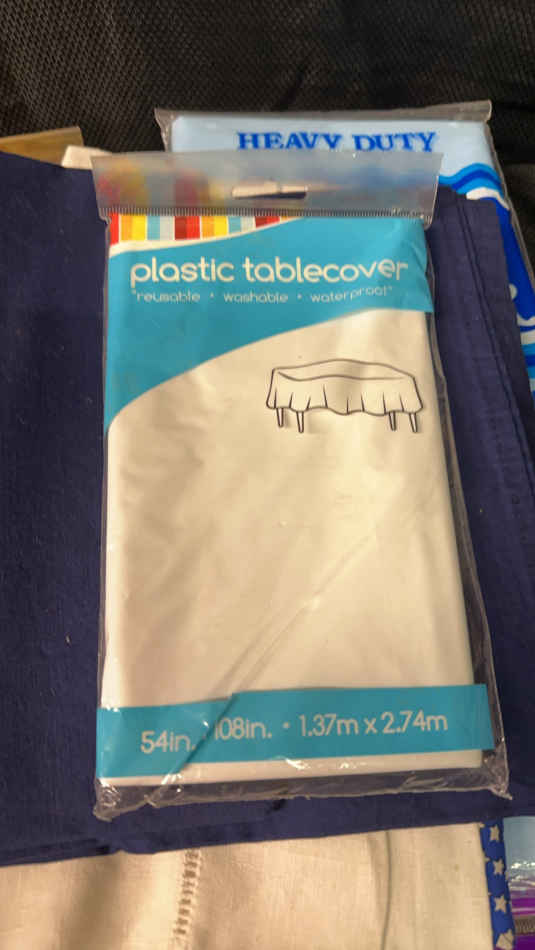 HEAVY DUTY
plastic tablecover
"reusable • washable • waterproof"
54in. 108in. • 1.37m x 2.74m